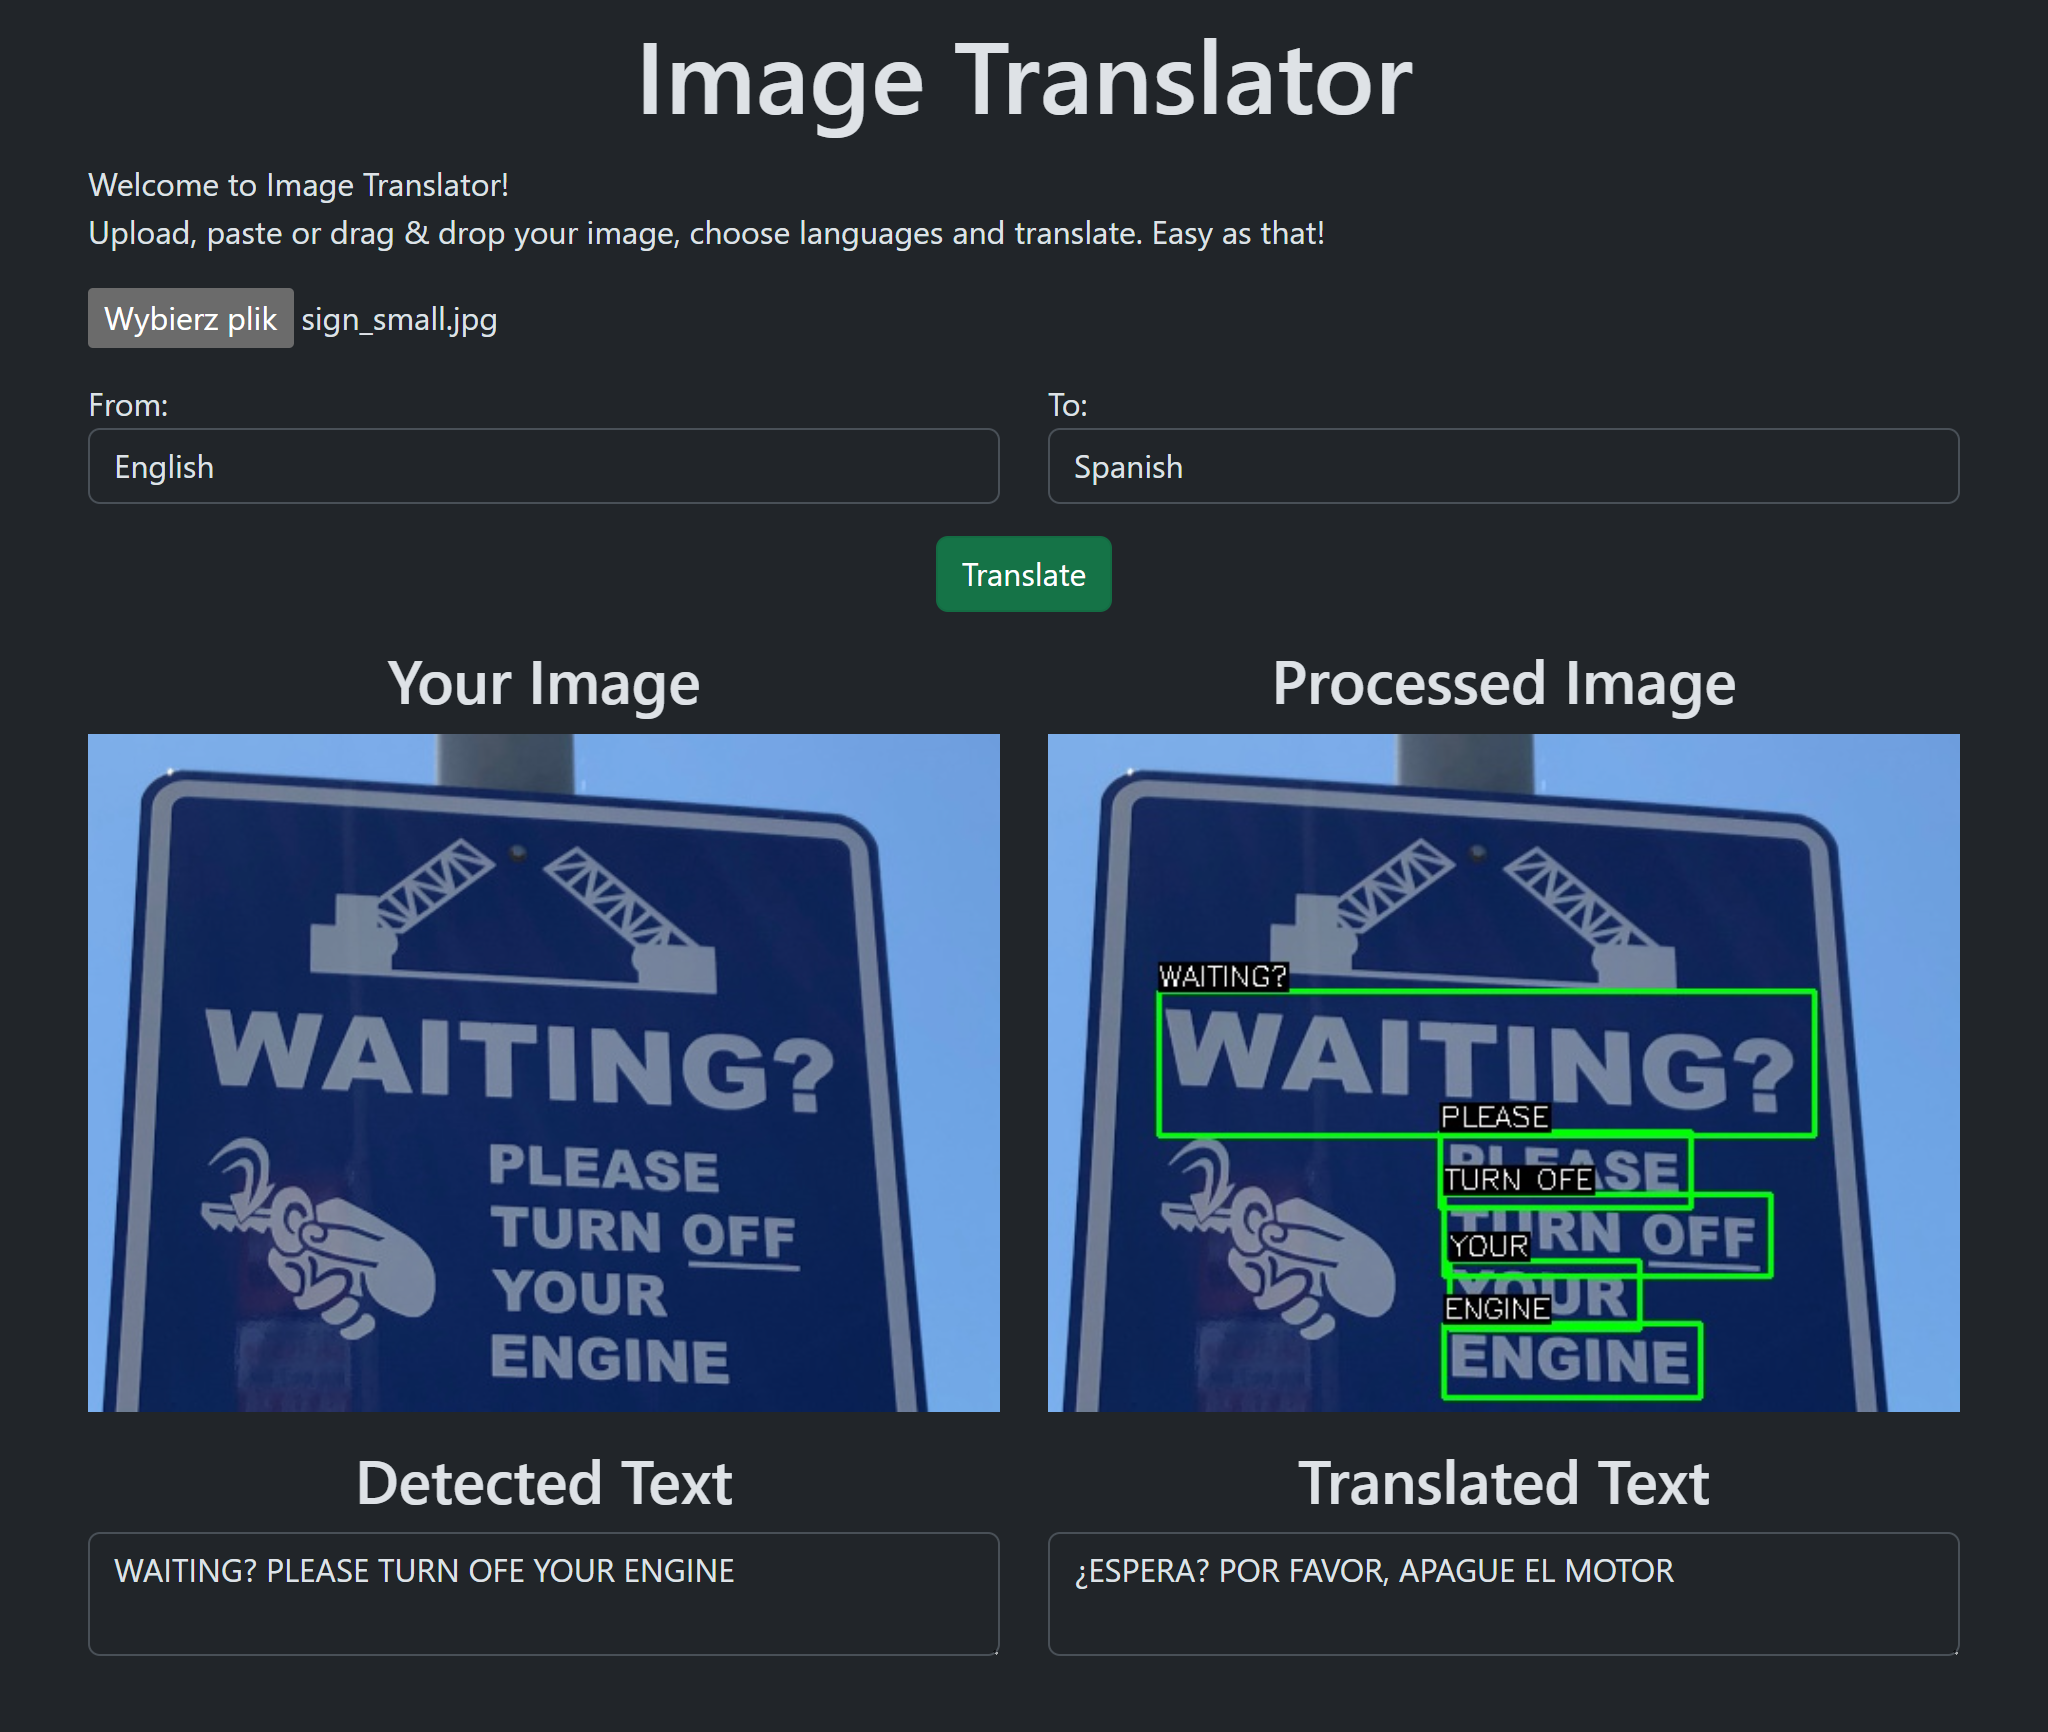 Image Translator
Welcome to Image Translator!
Upload, paste or drag & drop your image, choose languages and translate. Easy as that!
Wybierz plik sign_small.jpg
From:
To:
English
Spanish
Translate
Your Image
Processed Image
WAITING?
PLEASE
TURN OFF
YOUR
ENGINE
WAITING?
WAITING?
PLEASE
PLEASE
TURN OFE
TURN OFF
YOUR
YOUR
ENGINE
ENGINE
Detected Text
Translated Text
WAITING? PLEASE TURN OFE YOUR ENGINE
¿ESPERA? POR FAVOR, APAGUE EL MOTOR